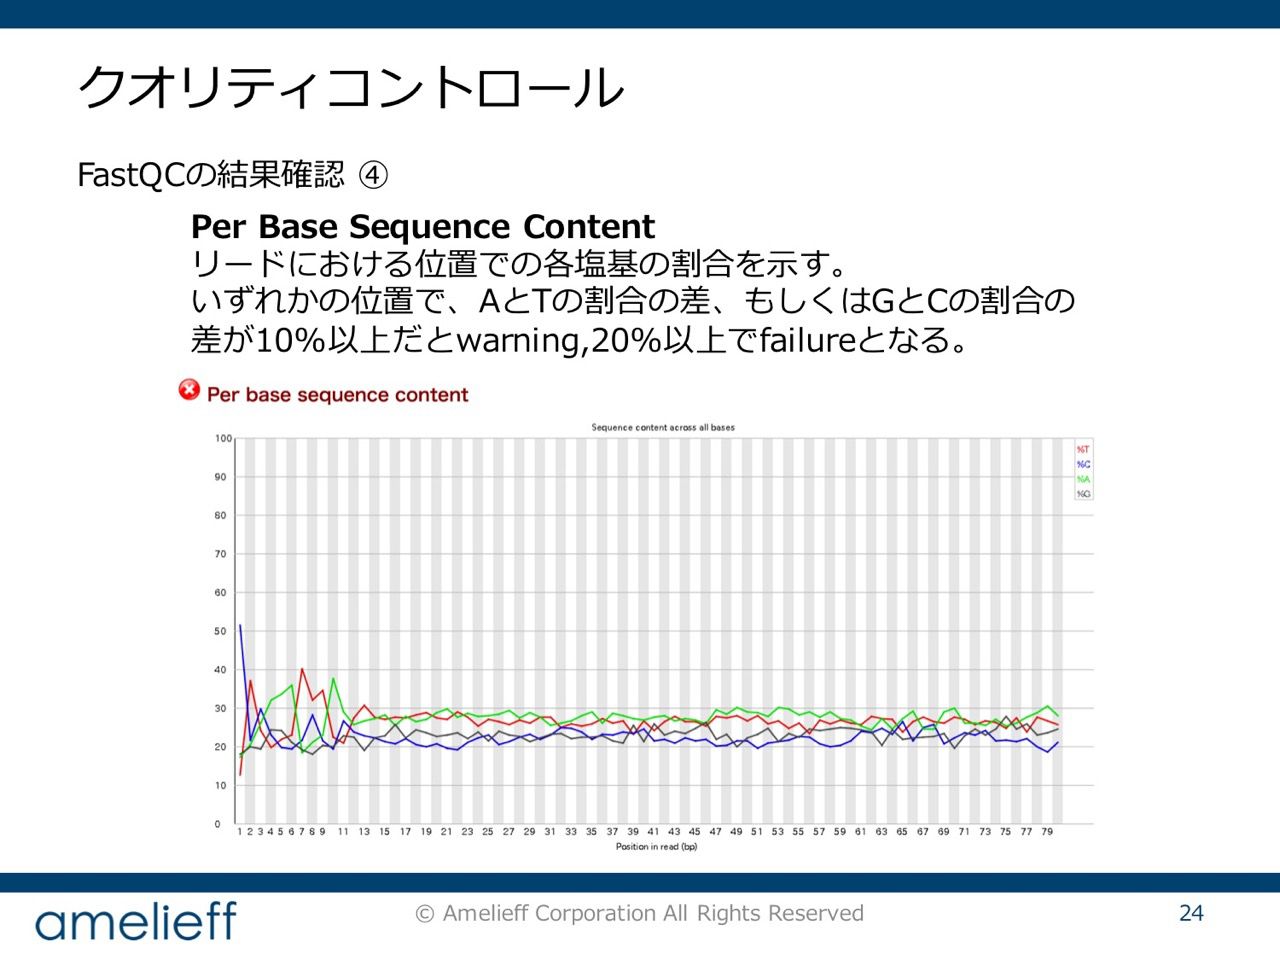 クオリティコントロール
FastQCの結果確認 ④
Per Base Sequence Content
リードにおける位置での各塩基の割合を示す。
いずれかの位置で、AとTの割合の差、もしくはGとCの割合の
差が10%以上だとwarning,20%以上でfailureとなる。
Per base sequence content
Sequence content across all bases
%T
%C
%A
%G
100
90
80
70
60
50
40
30
20
10
0
1 2 3 4 5 6 7 8 9 11 13 15 17 19 21 23 25 27 29 31 33 35 37 39 41 43 45 47 49 51 53 55 57 59 61 63 65 67 69 71 73 75 77 79
Position in read (bp)
amelieff
© Amelieff Corporation All Rights Reserved
24